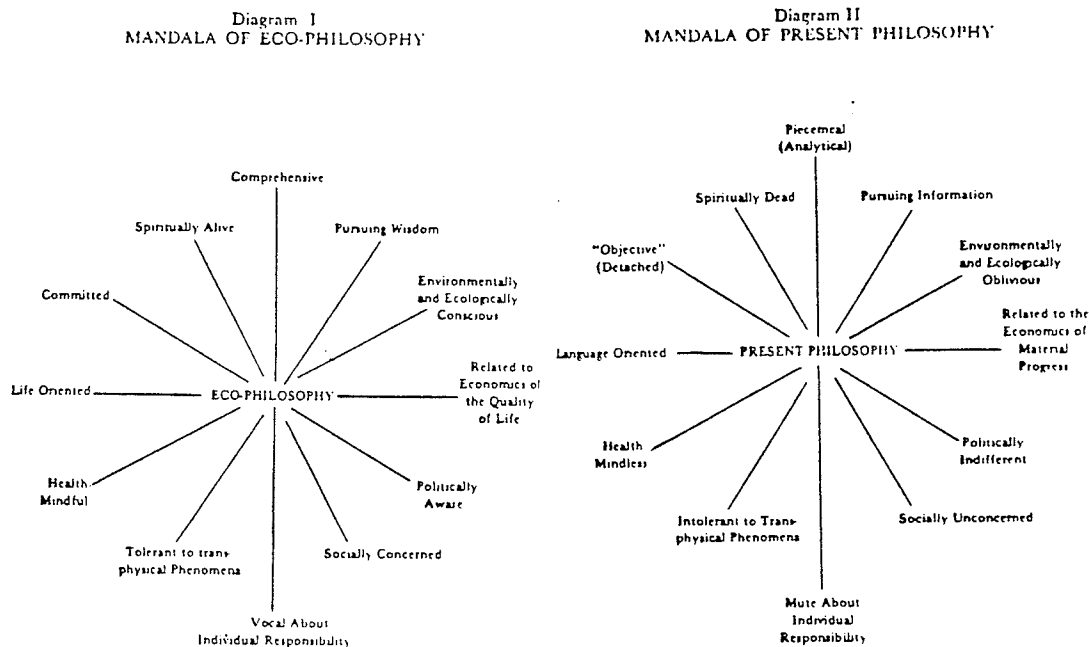 Diagram I
MANDALA OF ECO-PHILOSOPHY
Comprehensive
Spiritually Alive
Pursuing Wisdom
Committed
Environmentally
and Ecologically
Conscious
Life Oriented
ECO-PHILOSOPHY
Related to
Economics of
the Quality
of Life
Health
Mindful
Politically
Aware
Tolerant to trans-
physical Phenomena
Socially Concerned
Vocal About
Individual Responsibility
Diagram II
MANDALA OF PRESENT PHILOSOPHY
Piecemeal
(Analytical)
Spiritually Dead
Pursuing Information
"Objective"
(Detached)
Environmentally
and Ecologically
Oblivious
Language Oriented
PRESENT PHILOSOPHY
Related to the
Economics of
Material
Progress
Health
Mindless
Politically
Indifferent
Intolerant to Trans-
physical Phenomena
Socially Unconcerned
Mute About
Individual
Responsibility